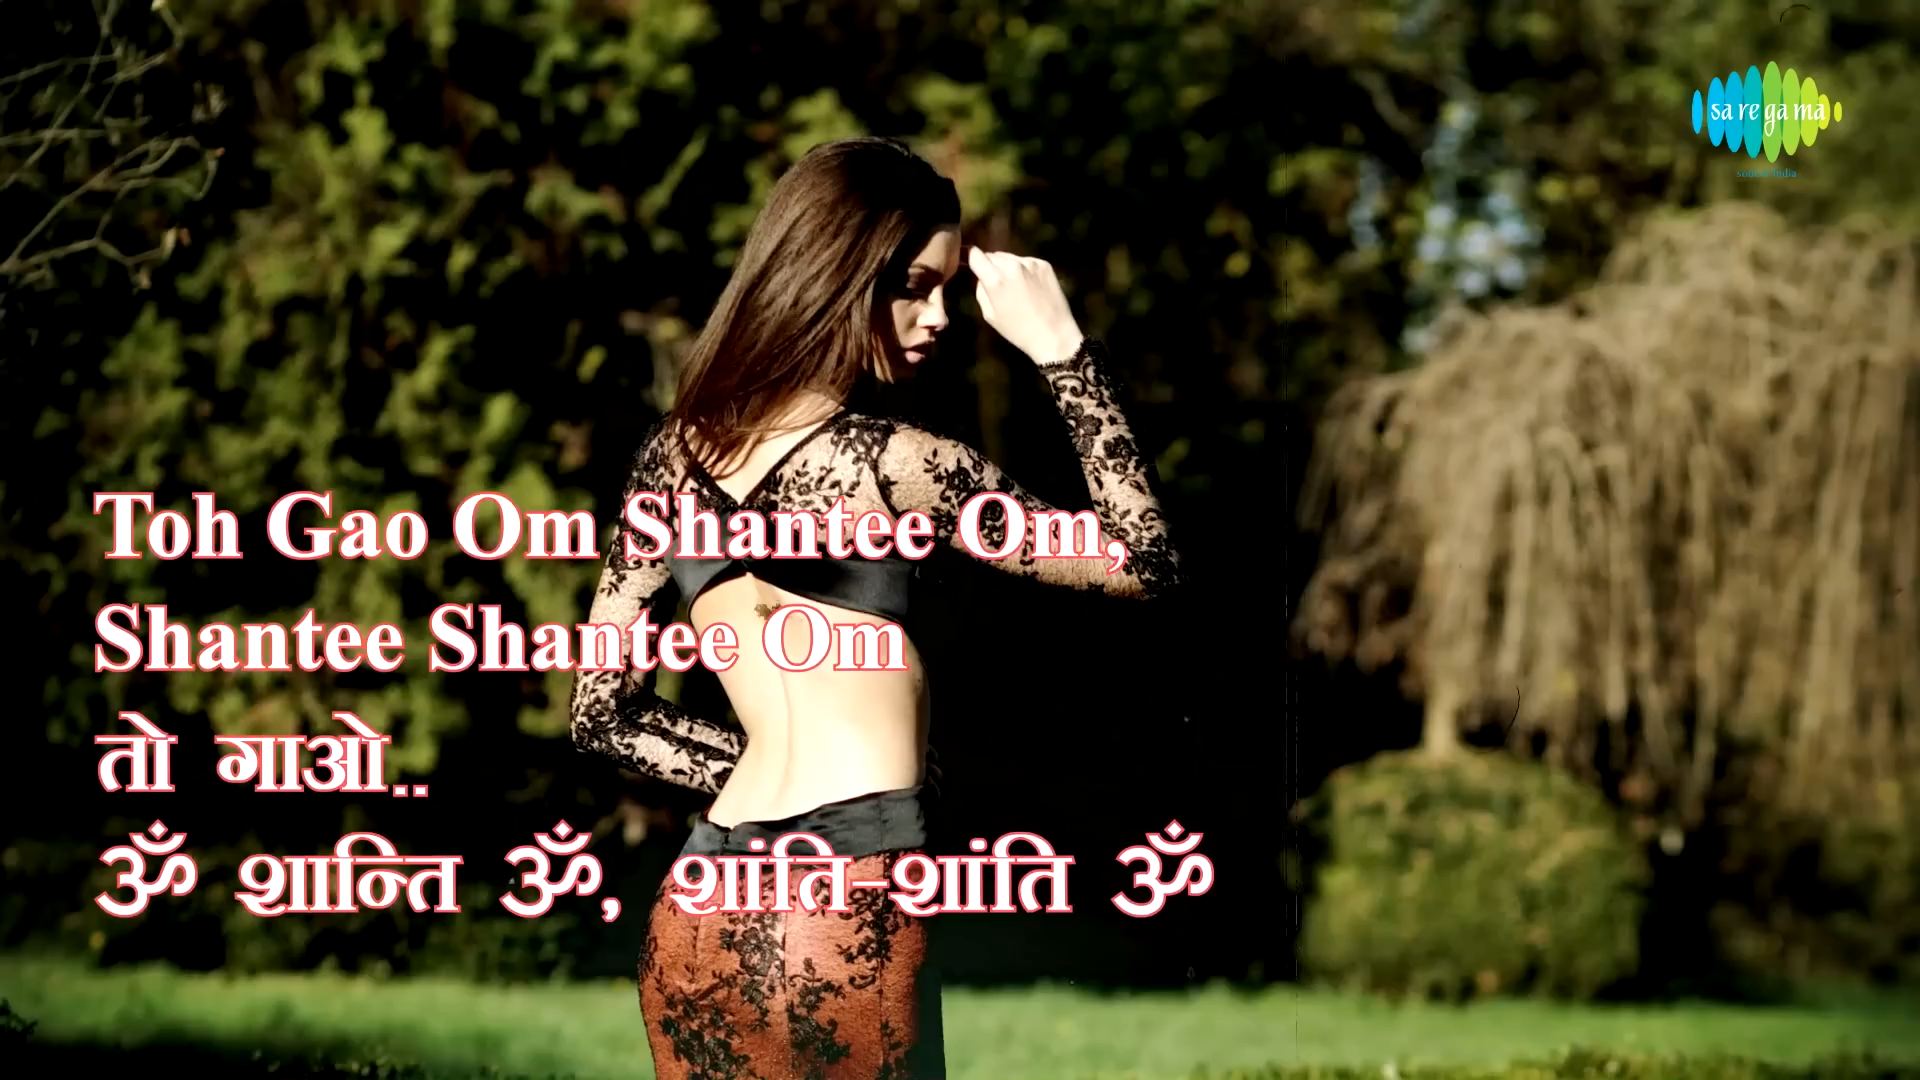 sa re ga ma
Toh Gao Om Shantee Om,
Shantee Shantee Om
तो गाओ..
ॐ शान्ति ॐ, शांति-शांति ॐ